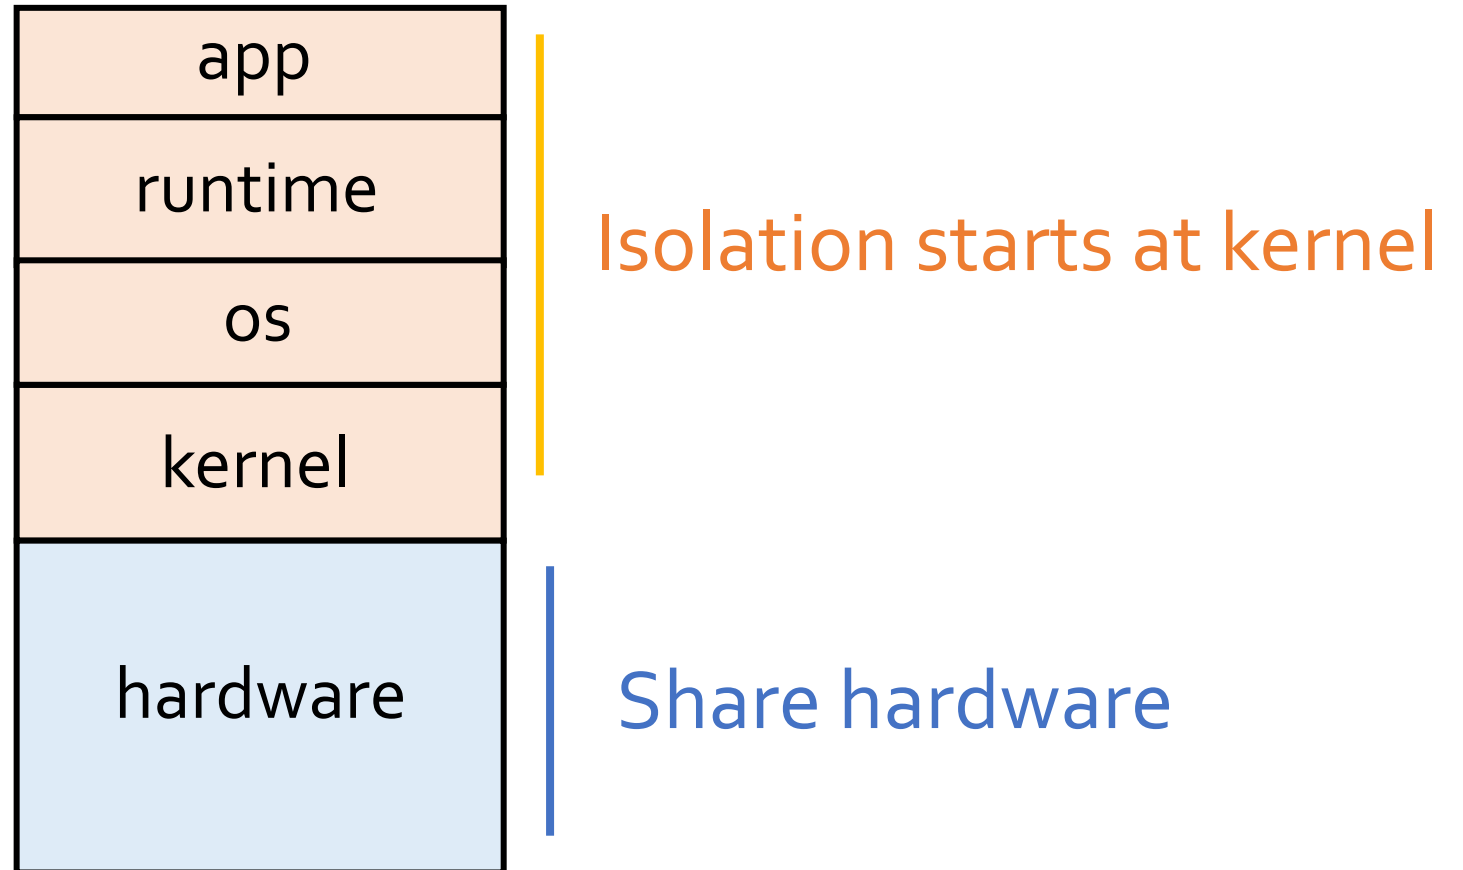 app
runtime
os
kernel
hardware
Isolation starts at kernel
Share hardware